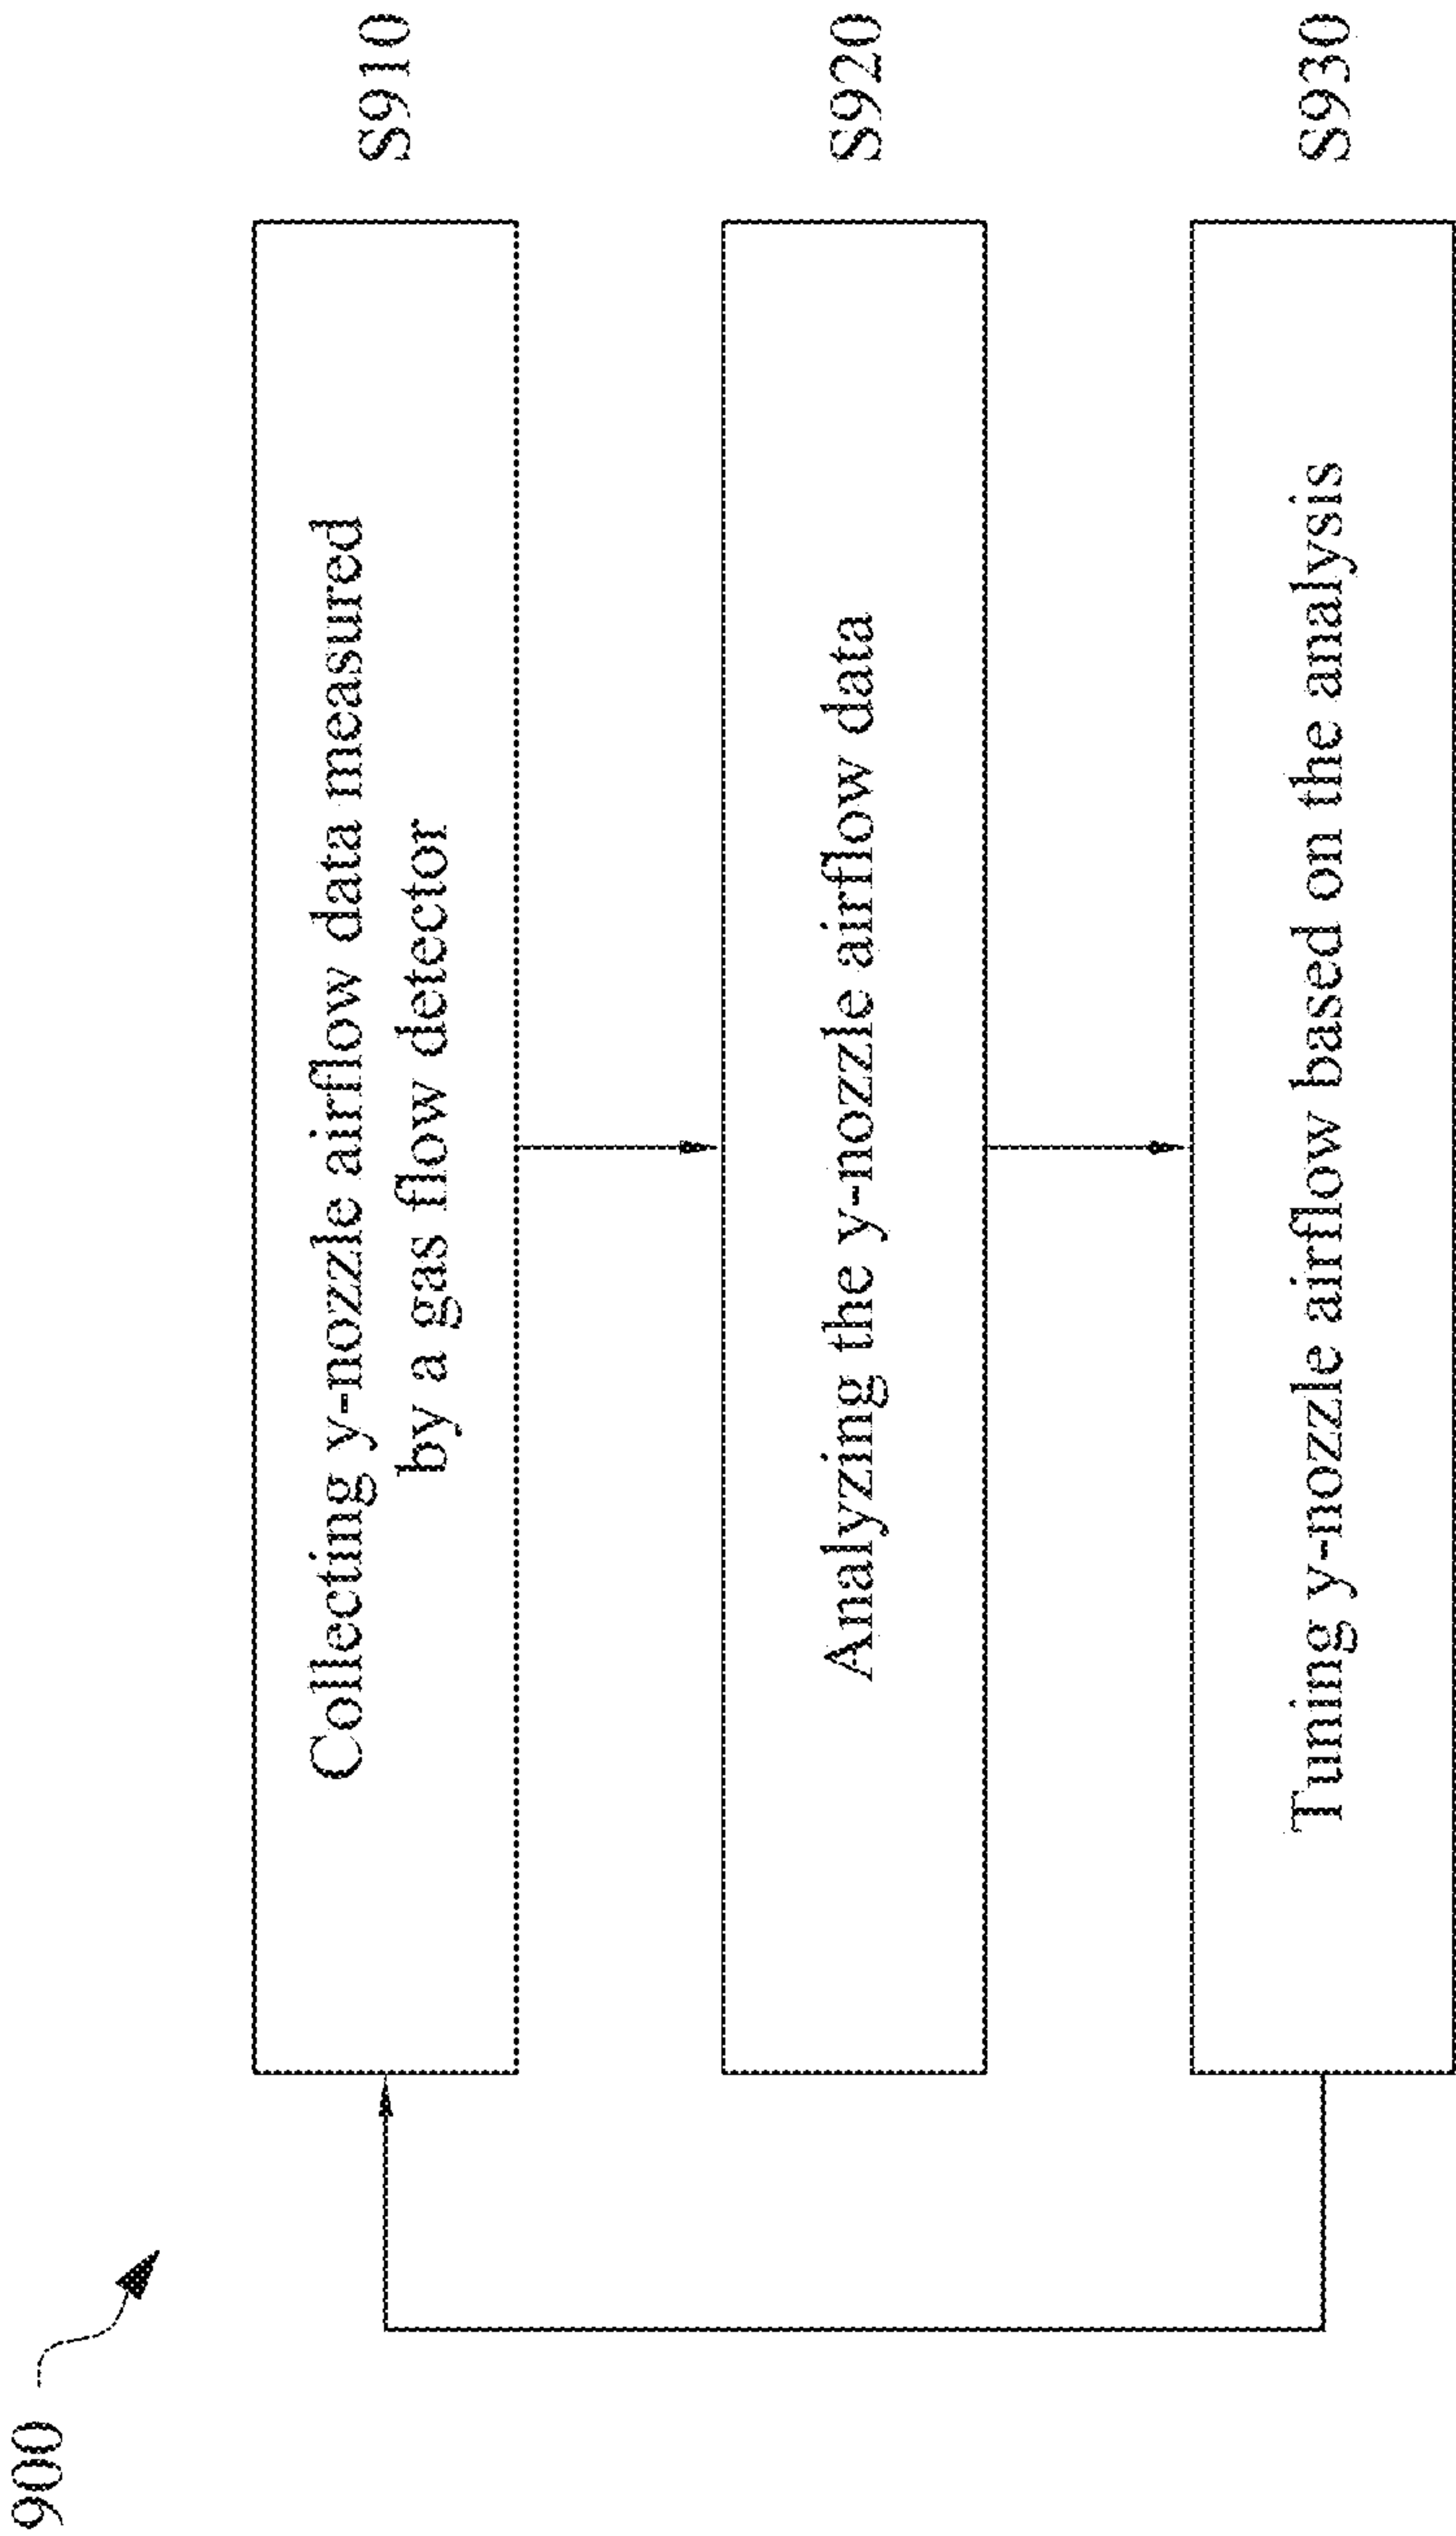 900
Collecting y-nozzle airflow data measured
by a gas flow detector
S910
Analyzing the y-nozzle airflow data
S920
Tuning y-nozzle airflow based on the analysis
S930